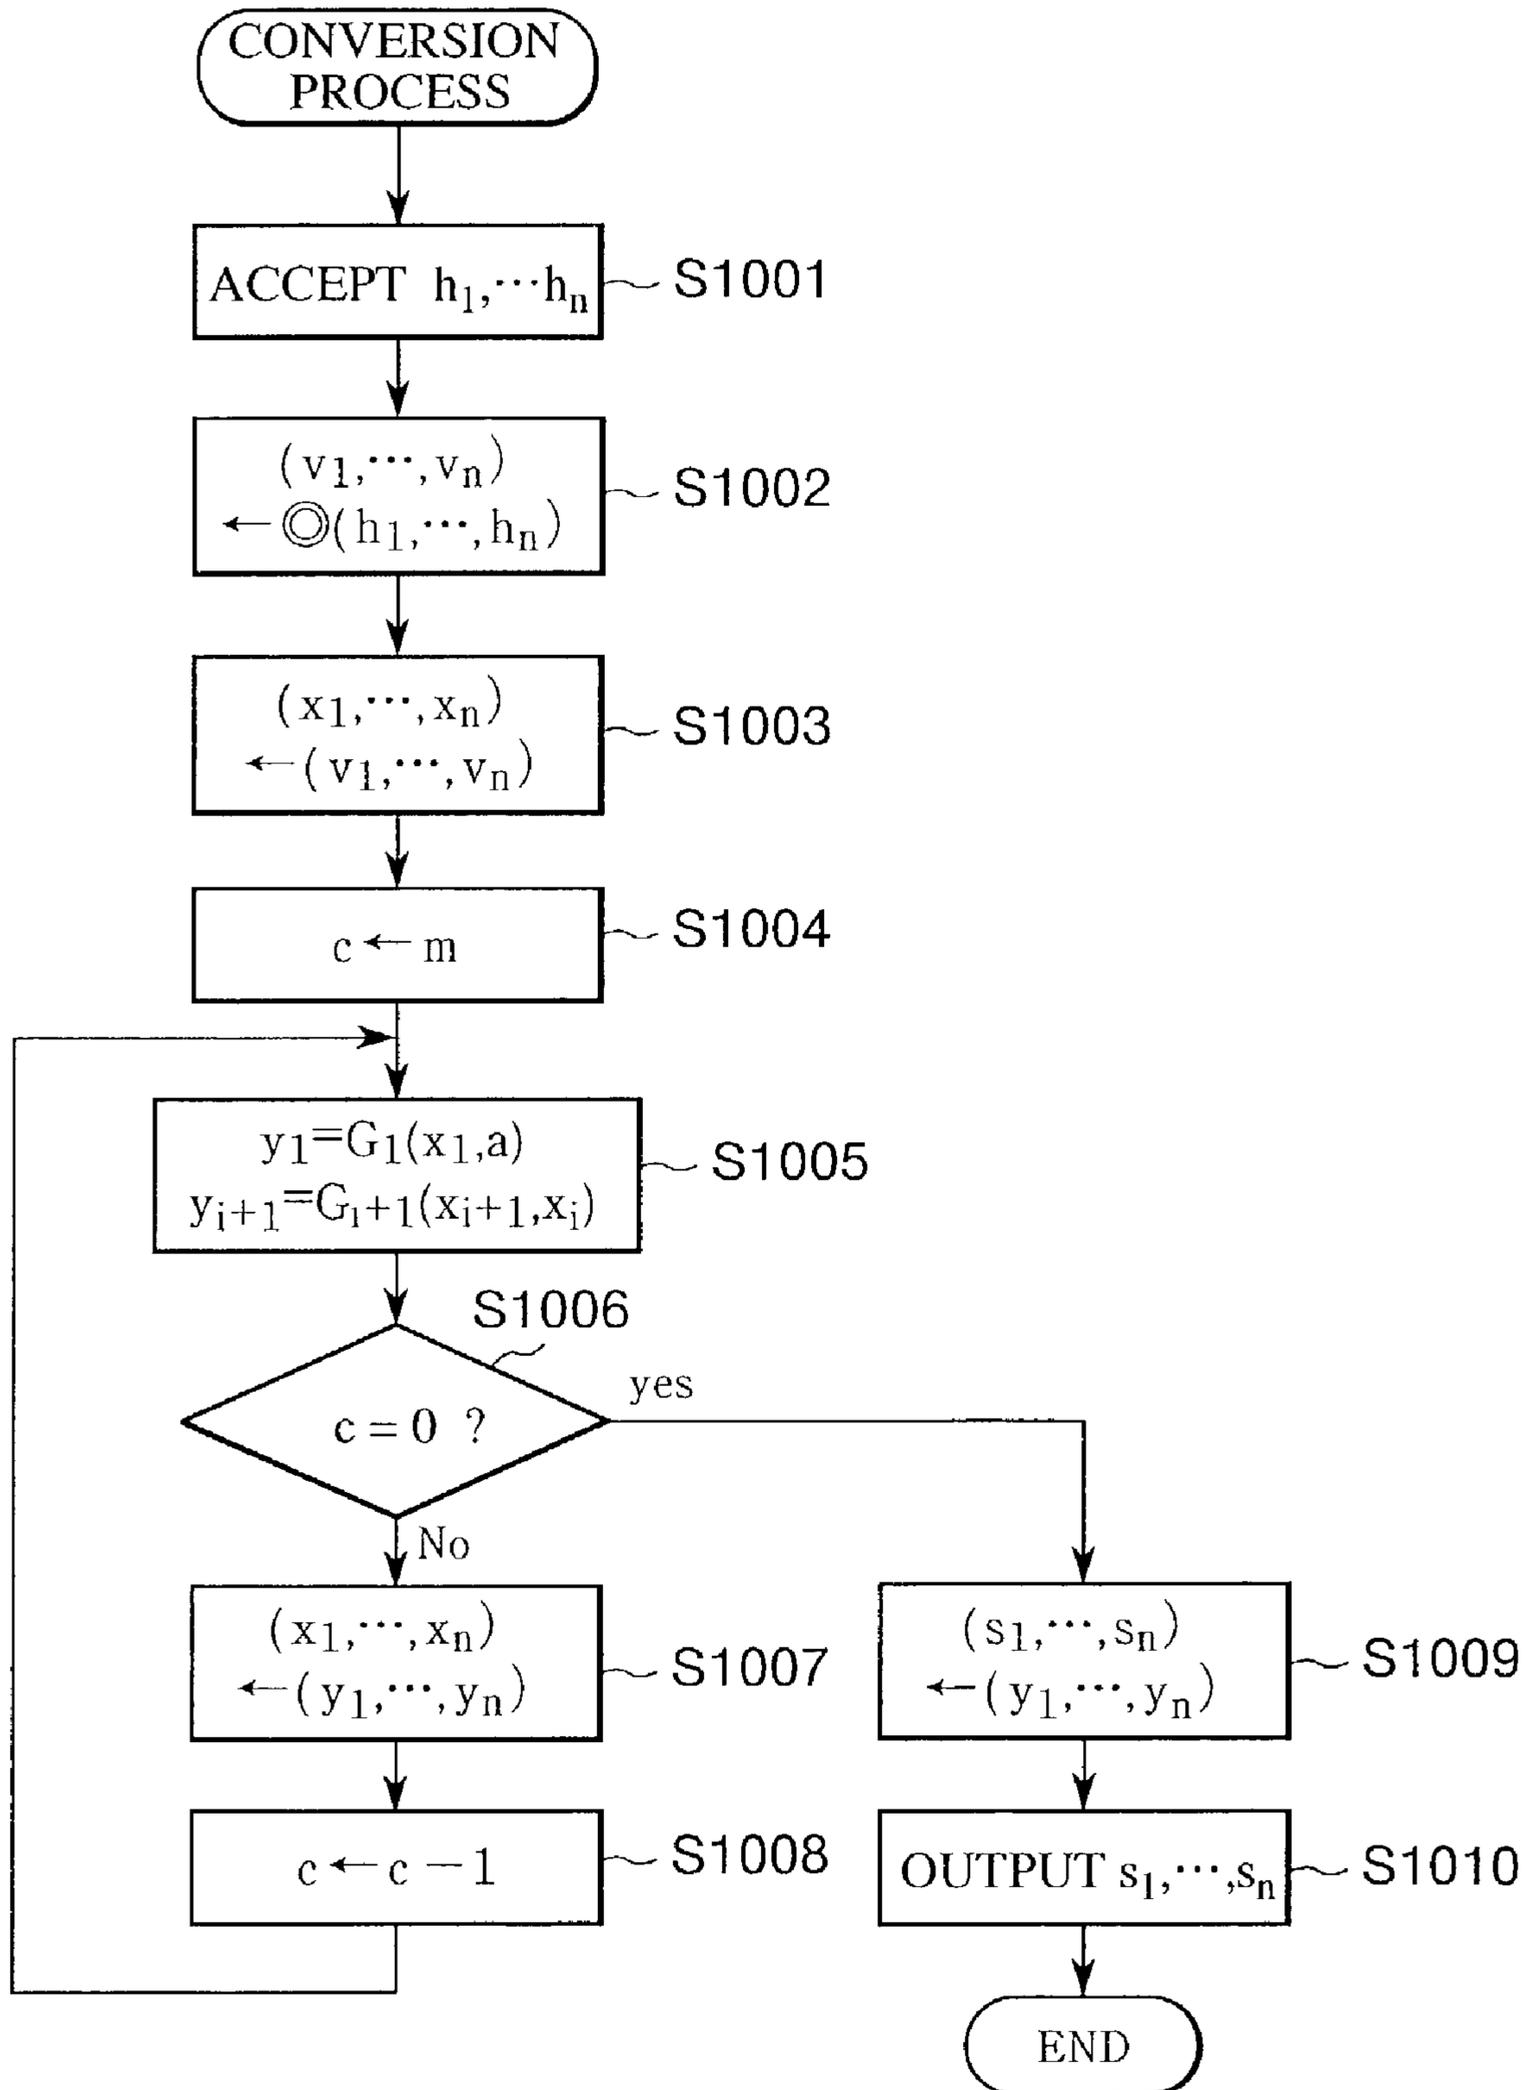 CONVERSION
PROCESS
ACCEPT h₁,⋯hₙ
S1001
(v₁,⋯,vₙ)
←◎(h₁,⋯,hₙ)
S1002
(x₁,⋯,xₙ)
←(v₁,⋯,vₙ)
S1003
c←m
S1004
y₁=G₁(x₁,a)
yᵢ₊₁=Gᵢ₊₁(xᵢ₊₁,xᵢ)
S1005
S1006
c=0 ?
yes
No
(x₁,⋯,xₙ)
←(y₁,⋯,yₙ)
S1007
(s₁,⋯,sₙ)
←(y₁,⋯,yₙ)
S1009
c←c−1
S1008
OUTPUT s₁,⋯,sₙ
S1010
END